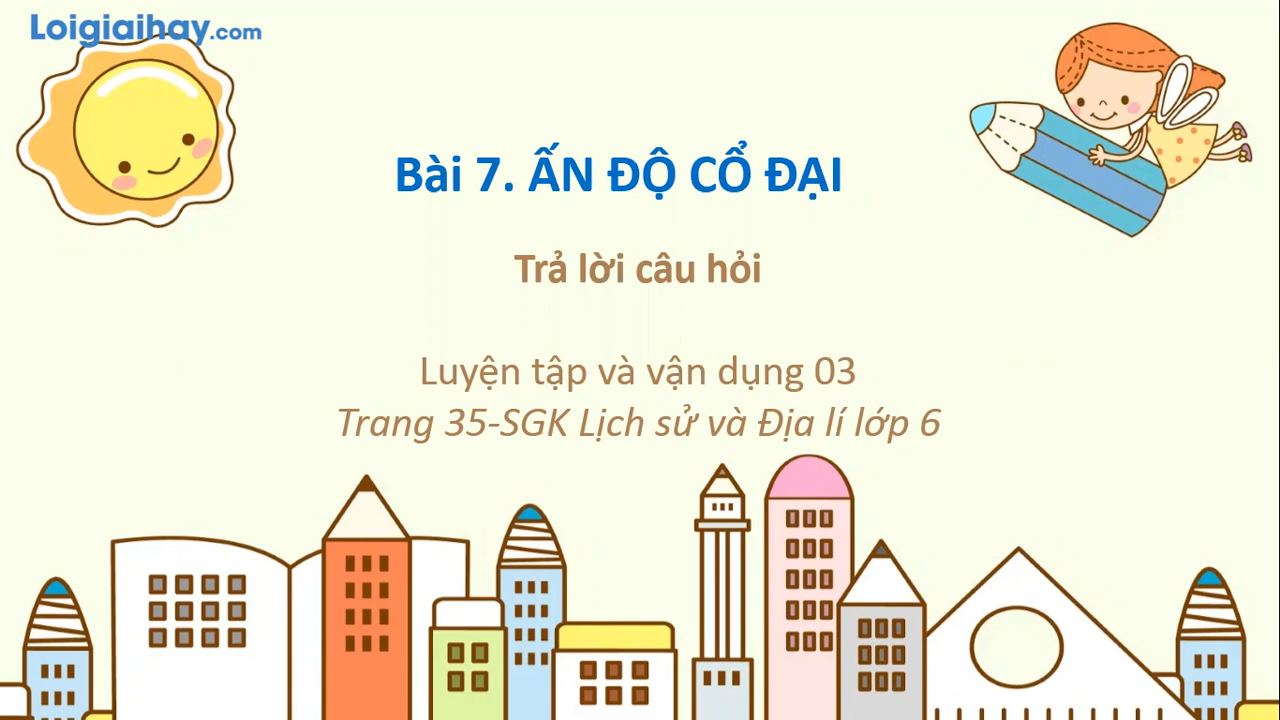 Loigiaihay.com
Bài 7. ẤN ĐỘ CỔ ĐẠI
Trả lời câu hỏi
Luyện tập và vận dụng 03
Trang 35-SGK Lịch sử và Địa lí lớp 6